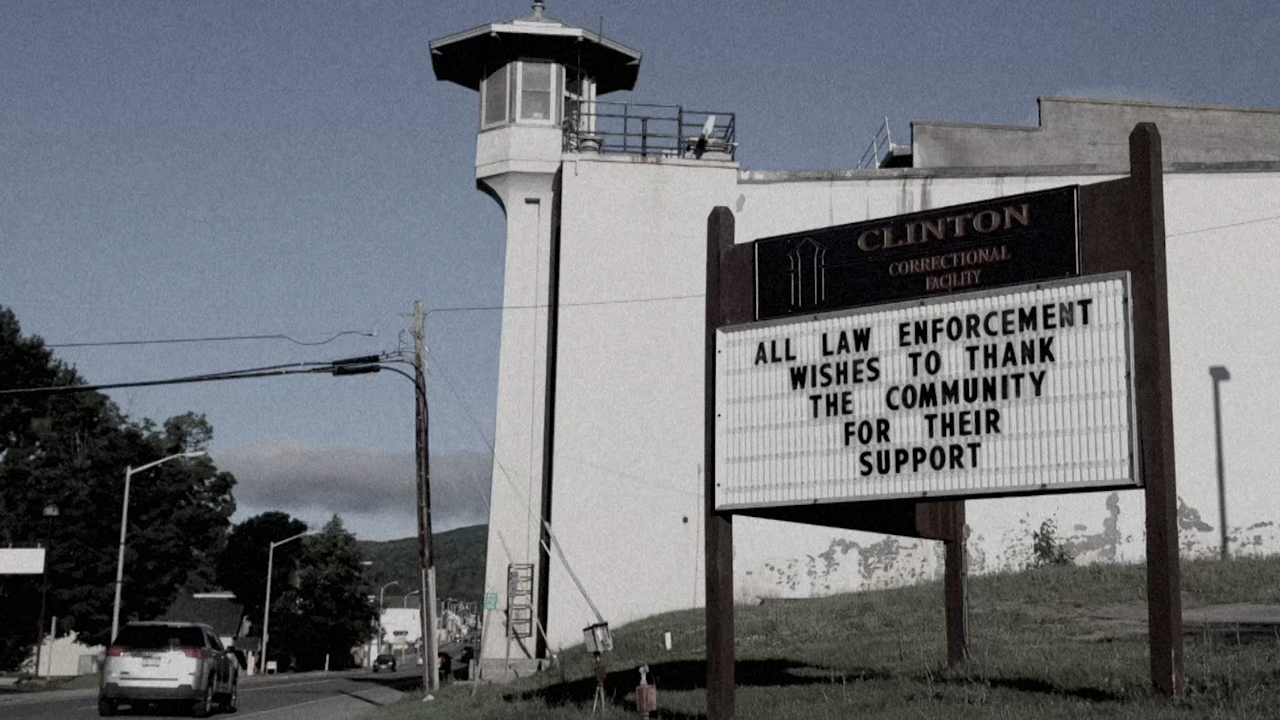 CLINTON
CORRECTIONAL
FACILITY
ALL LAW ENFORCEMENT
WISHES TO THANK
THE COMMUNITY
FOR THEIR
SUPPORT